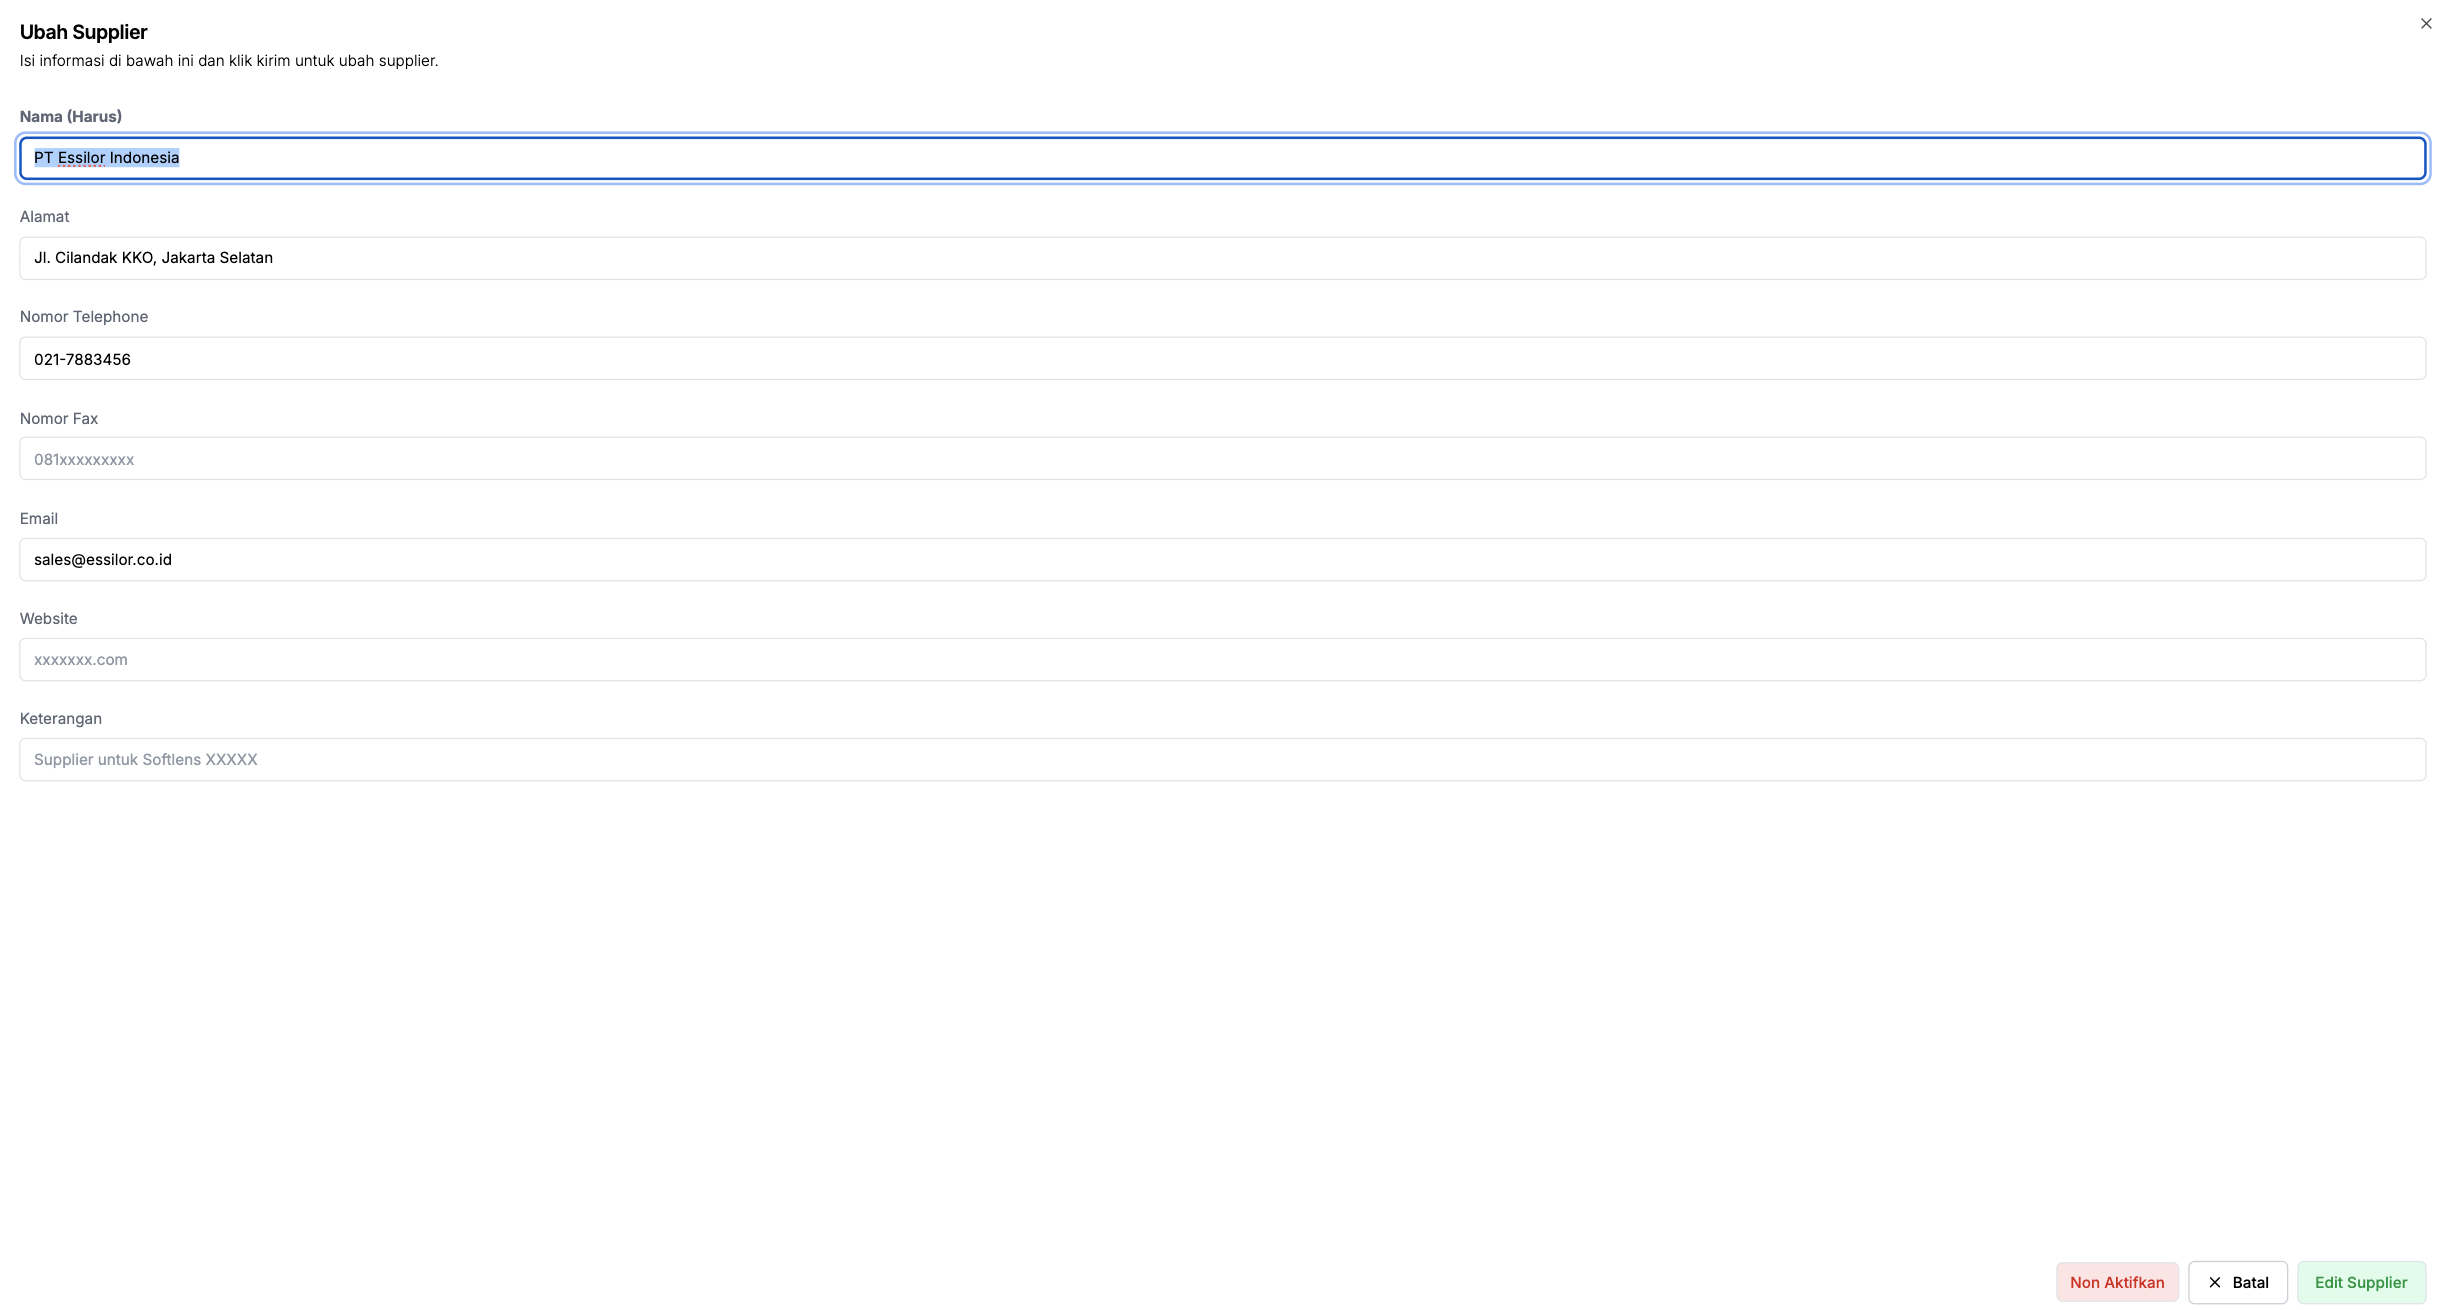 Ubah Supplier
Isi informasi di bawah ini dan klik kirim untuk ubah supplier.
Nama (Harus)
PT Essilor Indonesia
Alamat
Jl. Cilandak KKO, Jakarta Selatan
Nomor Telephone
021-7883456
Nomor Fax
081xxxxxxxxx
Email
sales@essilor.co.id
Website
xxxxxxx.com
Keterangan
Supplier untuk Softlens XXXXX
Non Aktifkan
Batal
Edit Supplier